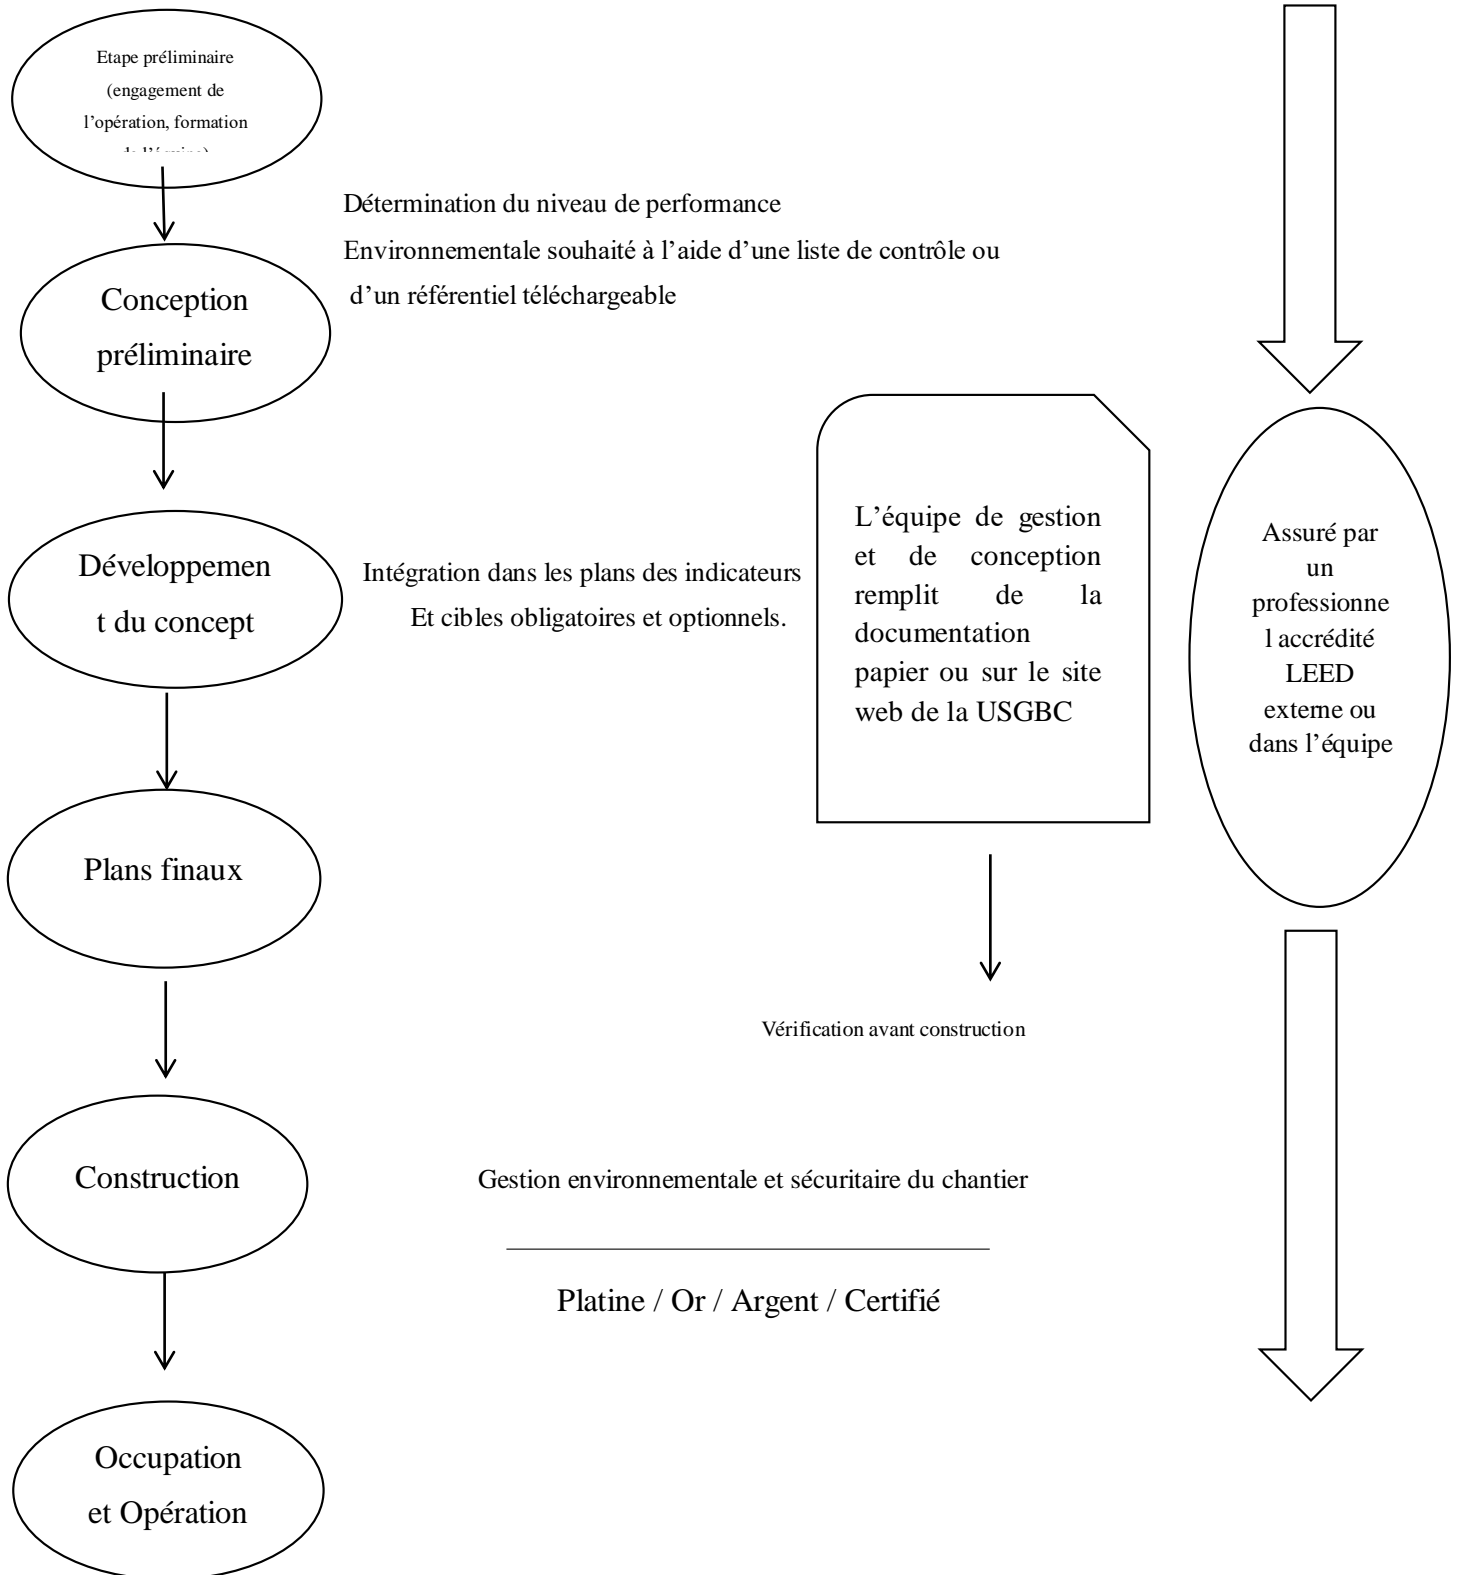 Etape préliminaire
(engagement de
l’opération, formation
Détermination du niveau de performance
Environnementale souhaité à l’aide d’une liste de contrôle ou
d’un référentiel téléchargeable
Conception
préliminaire
Développemen
t du concept
Intégration dans les plans des indicateurs
Et cibles obligatoires et optionnels.
L’équipe de gestion
et de conception
remplit de la
documentation
papier ou sur le site
web de la USGBC
Assuré par
un
professionne
l accrédité
LEED
externe ou
dans l’équipe
Plans finaux
Vérification avant construction
Construction
Gestion environnementale et sécuritaire du chantier
Platine / Or / Argent / Certifié
Occupation
et Opération